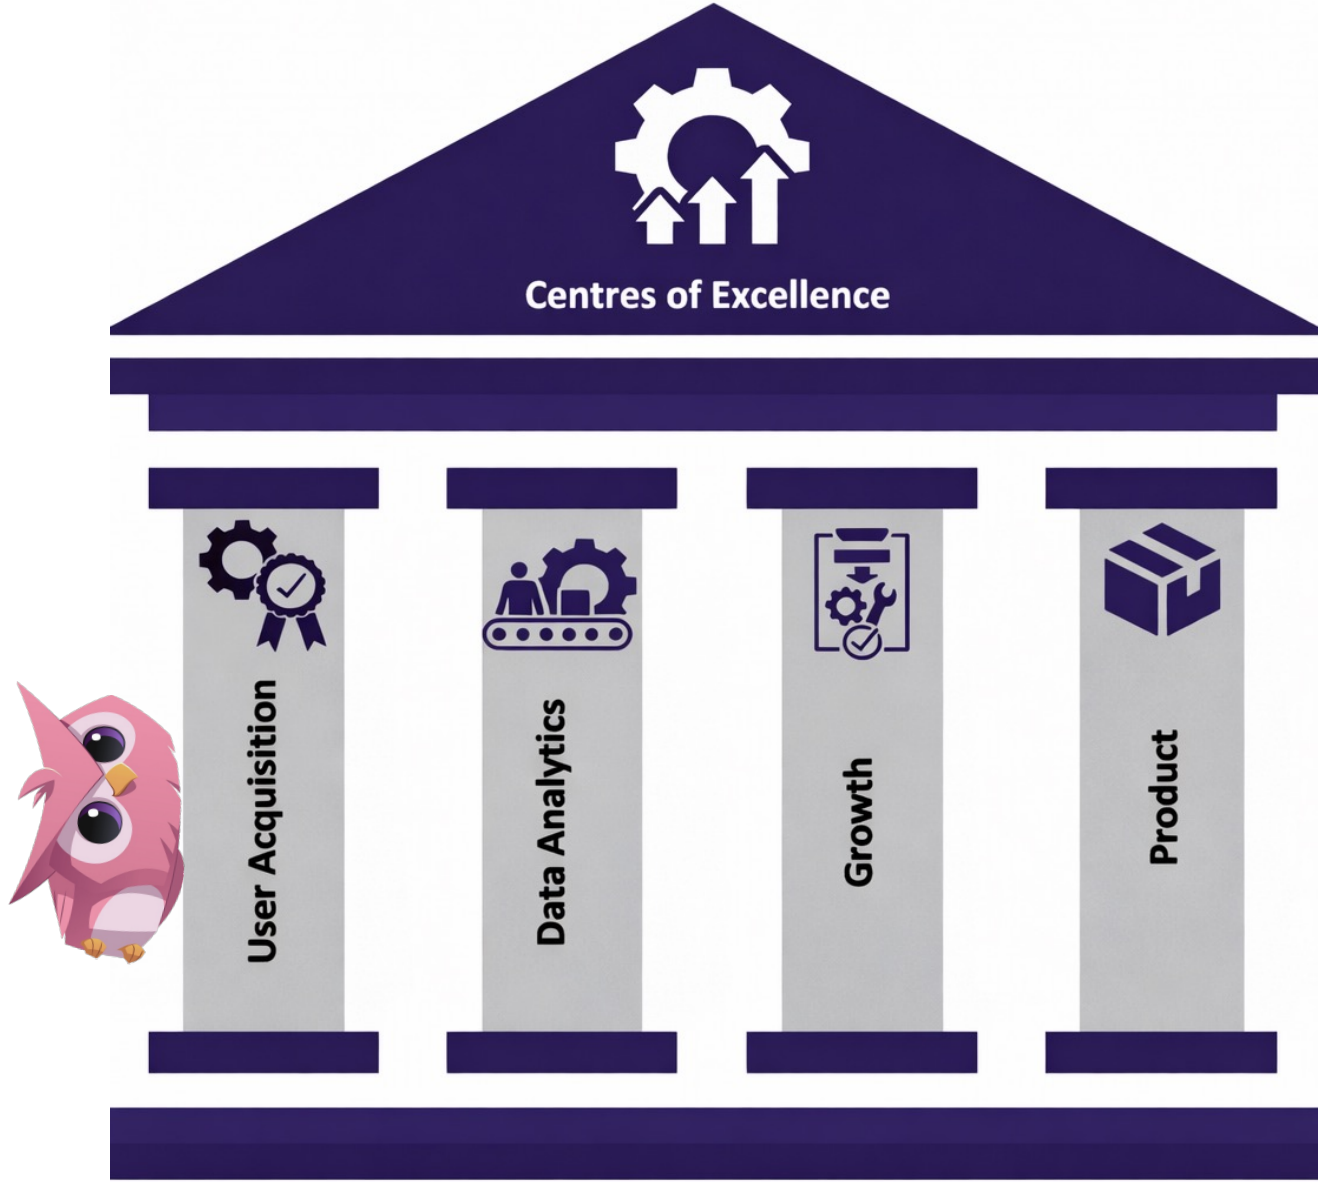 Centres of Excellence
User Acquisition
Data Analytics
Growth
Product